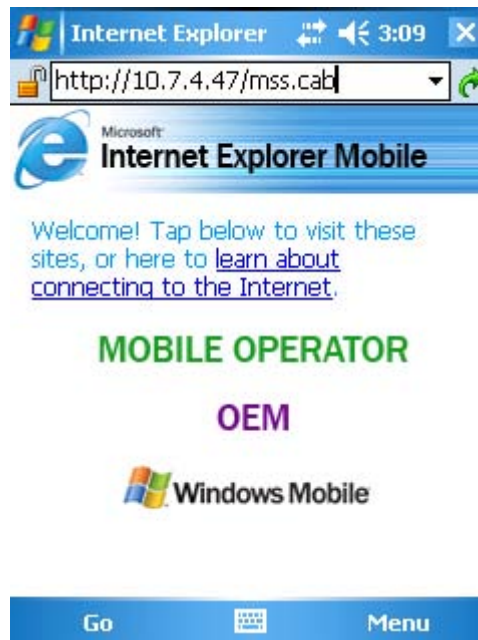 Internet Explorer 3:09
http://10.7.4.47/mss.cab
Microsoft
Internet Explorer Mobile
Welcome! Tap below to visit these
sites, or here to learn about
connecting to the Internet.
MOBILE OPERATOR
OEM
Windows Mobile
Go Menu